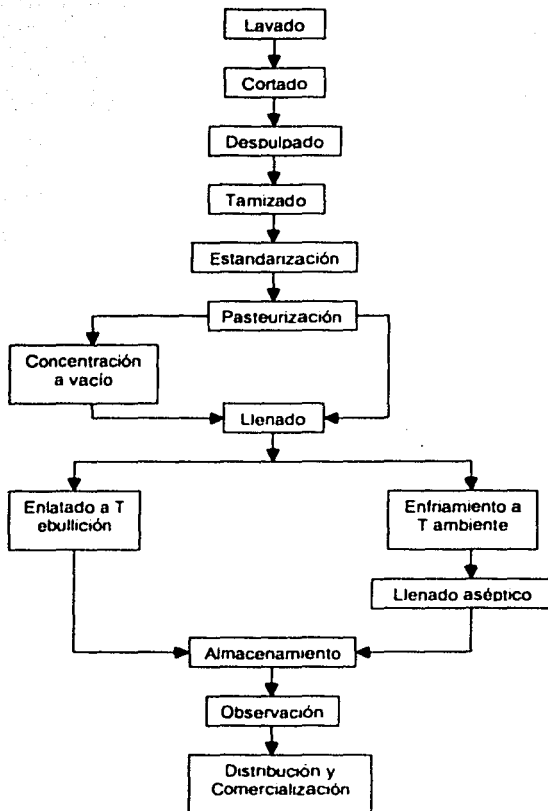 Lavado
Cortado
Despulpado
Tamizado
Estandarización
Pasteurización
Concentración
a vacío
Llenado
Enlatado a T
ebullición
Enfriamiento a
T ambiente
Llenado aséptico
Almacenamiento
Observación
Distribución y
Comercialización